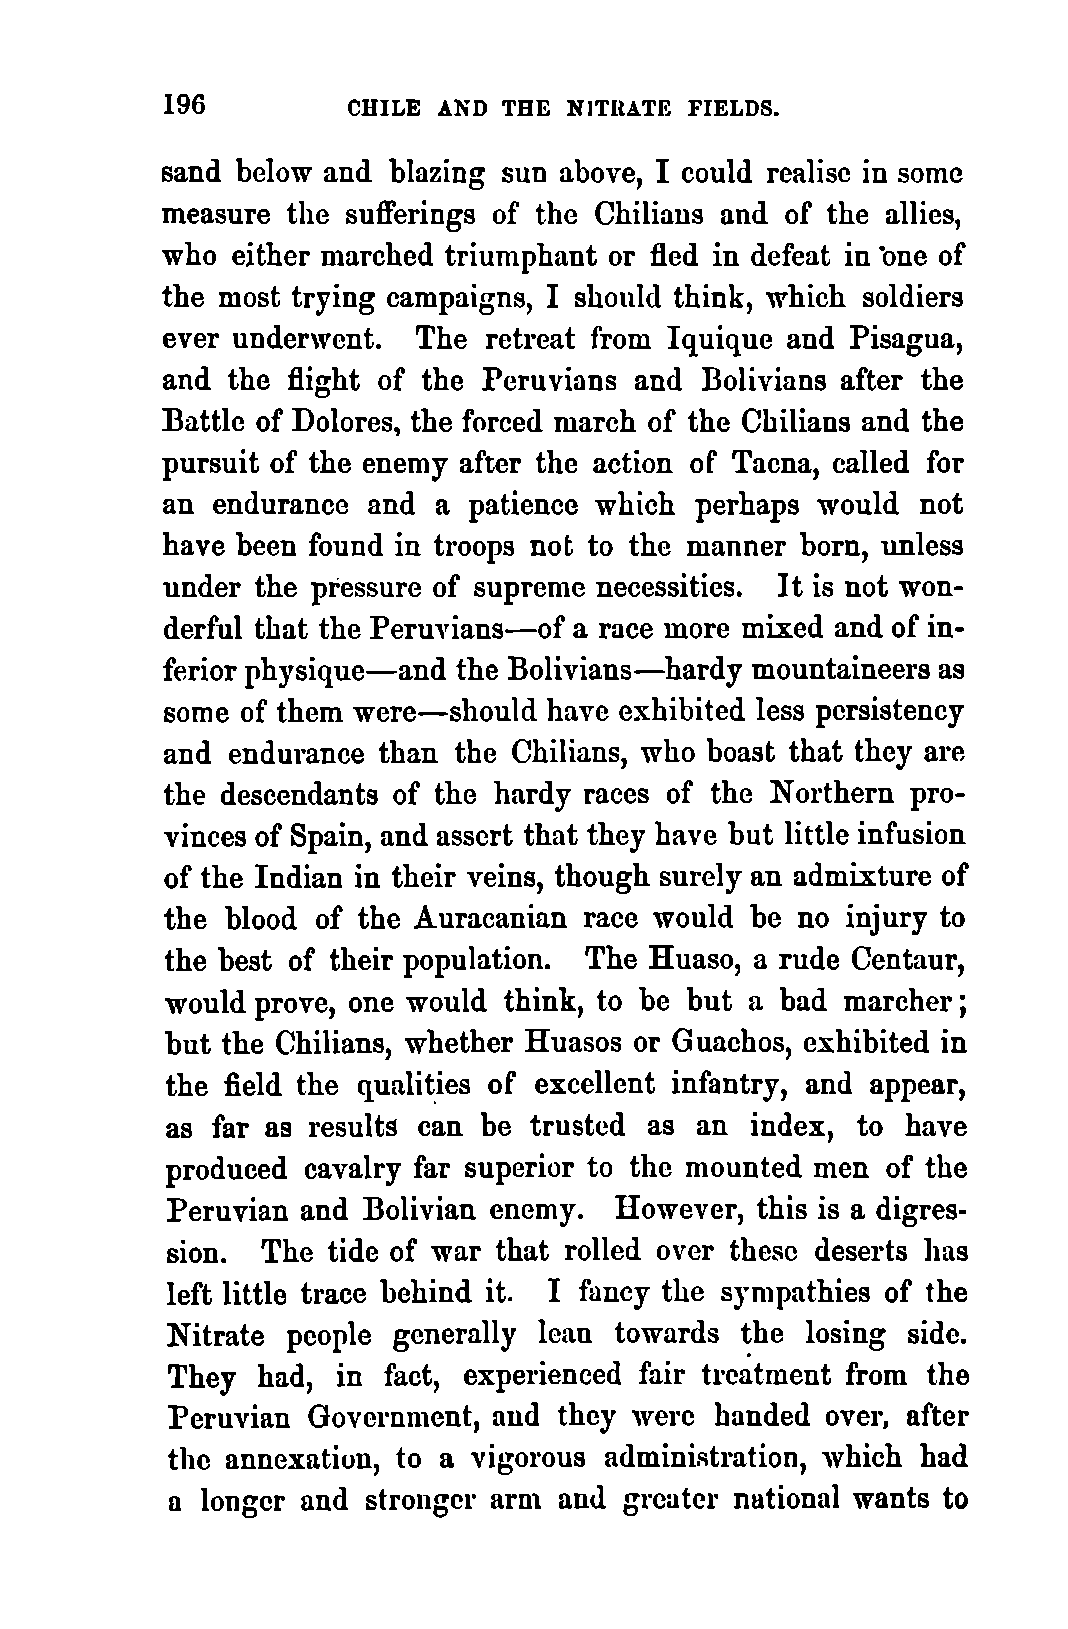 196 CHILE AND THE NITRATE FIELDS.
sand below and blazing sun above, I could realise in some
measure the sufferings of the Chilians and of the allies,
who either marched triumphant or fled in defeat in one of
the most trying campaigns, I should think, which soldiers
ever underwent. The retreat from Iquique and Pisagua,
and the flight of the Peruvians and Bolivians after the
Battle of Dolores, the forced march of the Chilians and the
pursuit of the enemy after the action of Tacna, called for
an endurance and a patience which perhaps would not
have been found in troops not to the manner born, unless
under the pressure of supreme necessities. It is not won-
derful that the Peruvians—of a race more mixed and of in-
ferior physique—and the Bolivians—hardy mountaineers as
some of them were—should have exhibited less persistency
and endurance than the Chilians, who boast that they are
the descendants of the hardy races of the Northern pro-
vinces of Spain, and assert that they have but little infusion
of the Indian in their veins, though surely an admixture of
the blood of the Auracanian race would be no injury to
the best of their population. The Huaso, a rude Centaur,
would prove, one would think, to be but a bad marcher;
but the Chilians, whether Huasos or Guachos, exhibited in
the field the qualities of excellent infantry, and appear,
as far as results can be trusted as an index, to have
produced cavalry far superior to the mounted men of the
Peruvian and Bolivian enemy. However, this is a digres-
sion. The tide of war that rolled over these deserts has
left little trace behind it. I fancy the sympathies of the
Nitrate people generally lean towards the losing side.
They had, in fact, experienced fair treatment from the
Peruvian Government, and they were handed over, after
the annexation, to a vigorous administration, which had
a longer and stronger arm and greater national wants to